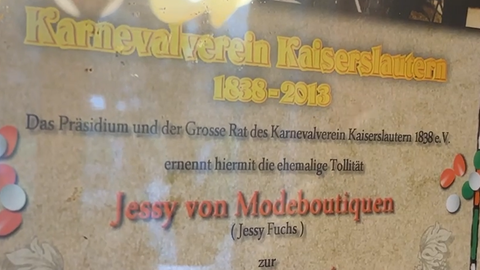 Karnevalverein Kaiserslautern
1838-2013
Das Präsidium und der Grosse Rat des Karnevalverein Kaiserslautern 1838 e.V.
ernennt hiermit die ehemalige Tollität
Jessy von Modeboutiquen
( Jessy Fuchs )
zur